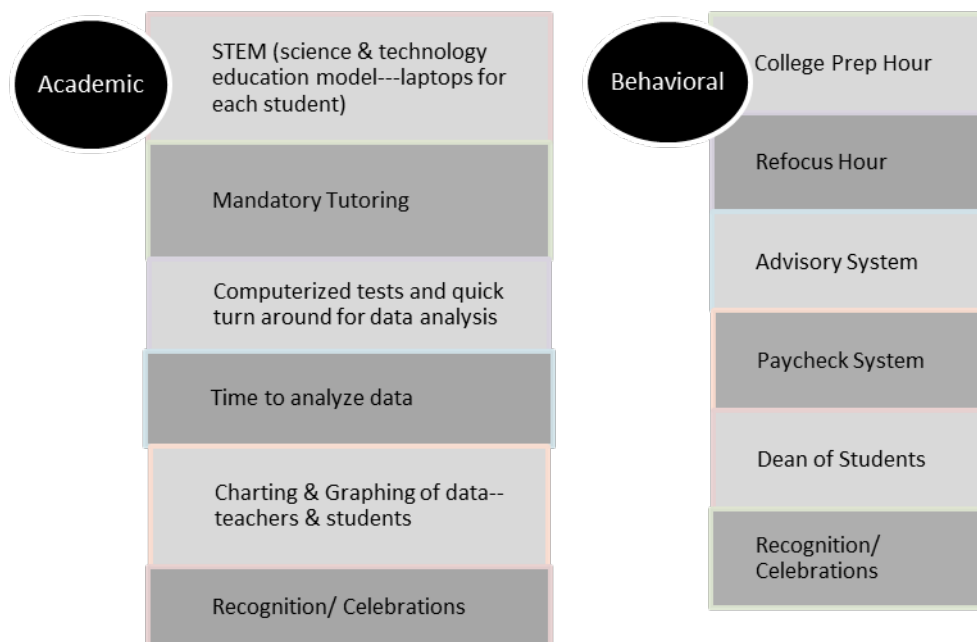 Academic
STEM (science & technology
education model---laptops for
each student)
Mandatory Tutoring
Computerized tests and quick
turn around for data analysis
Time to analyze data
Charting & Graphing of data--
teachers & students
Recognition/ Celebrations
Behavioral
College Prep Hour
Refocus Hour
Advisory System
Paycheck System
Dean of Students
Recognition/
Celebrations